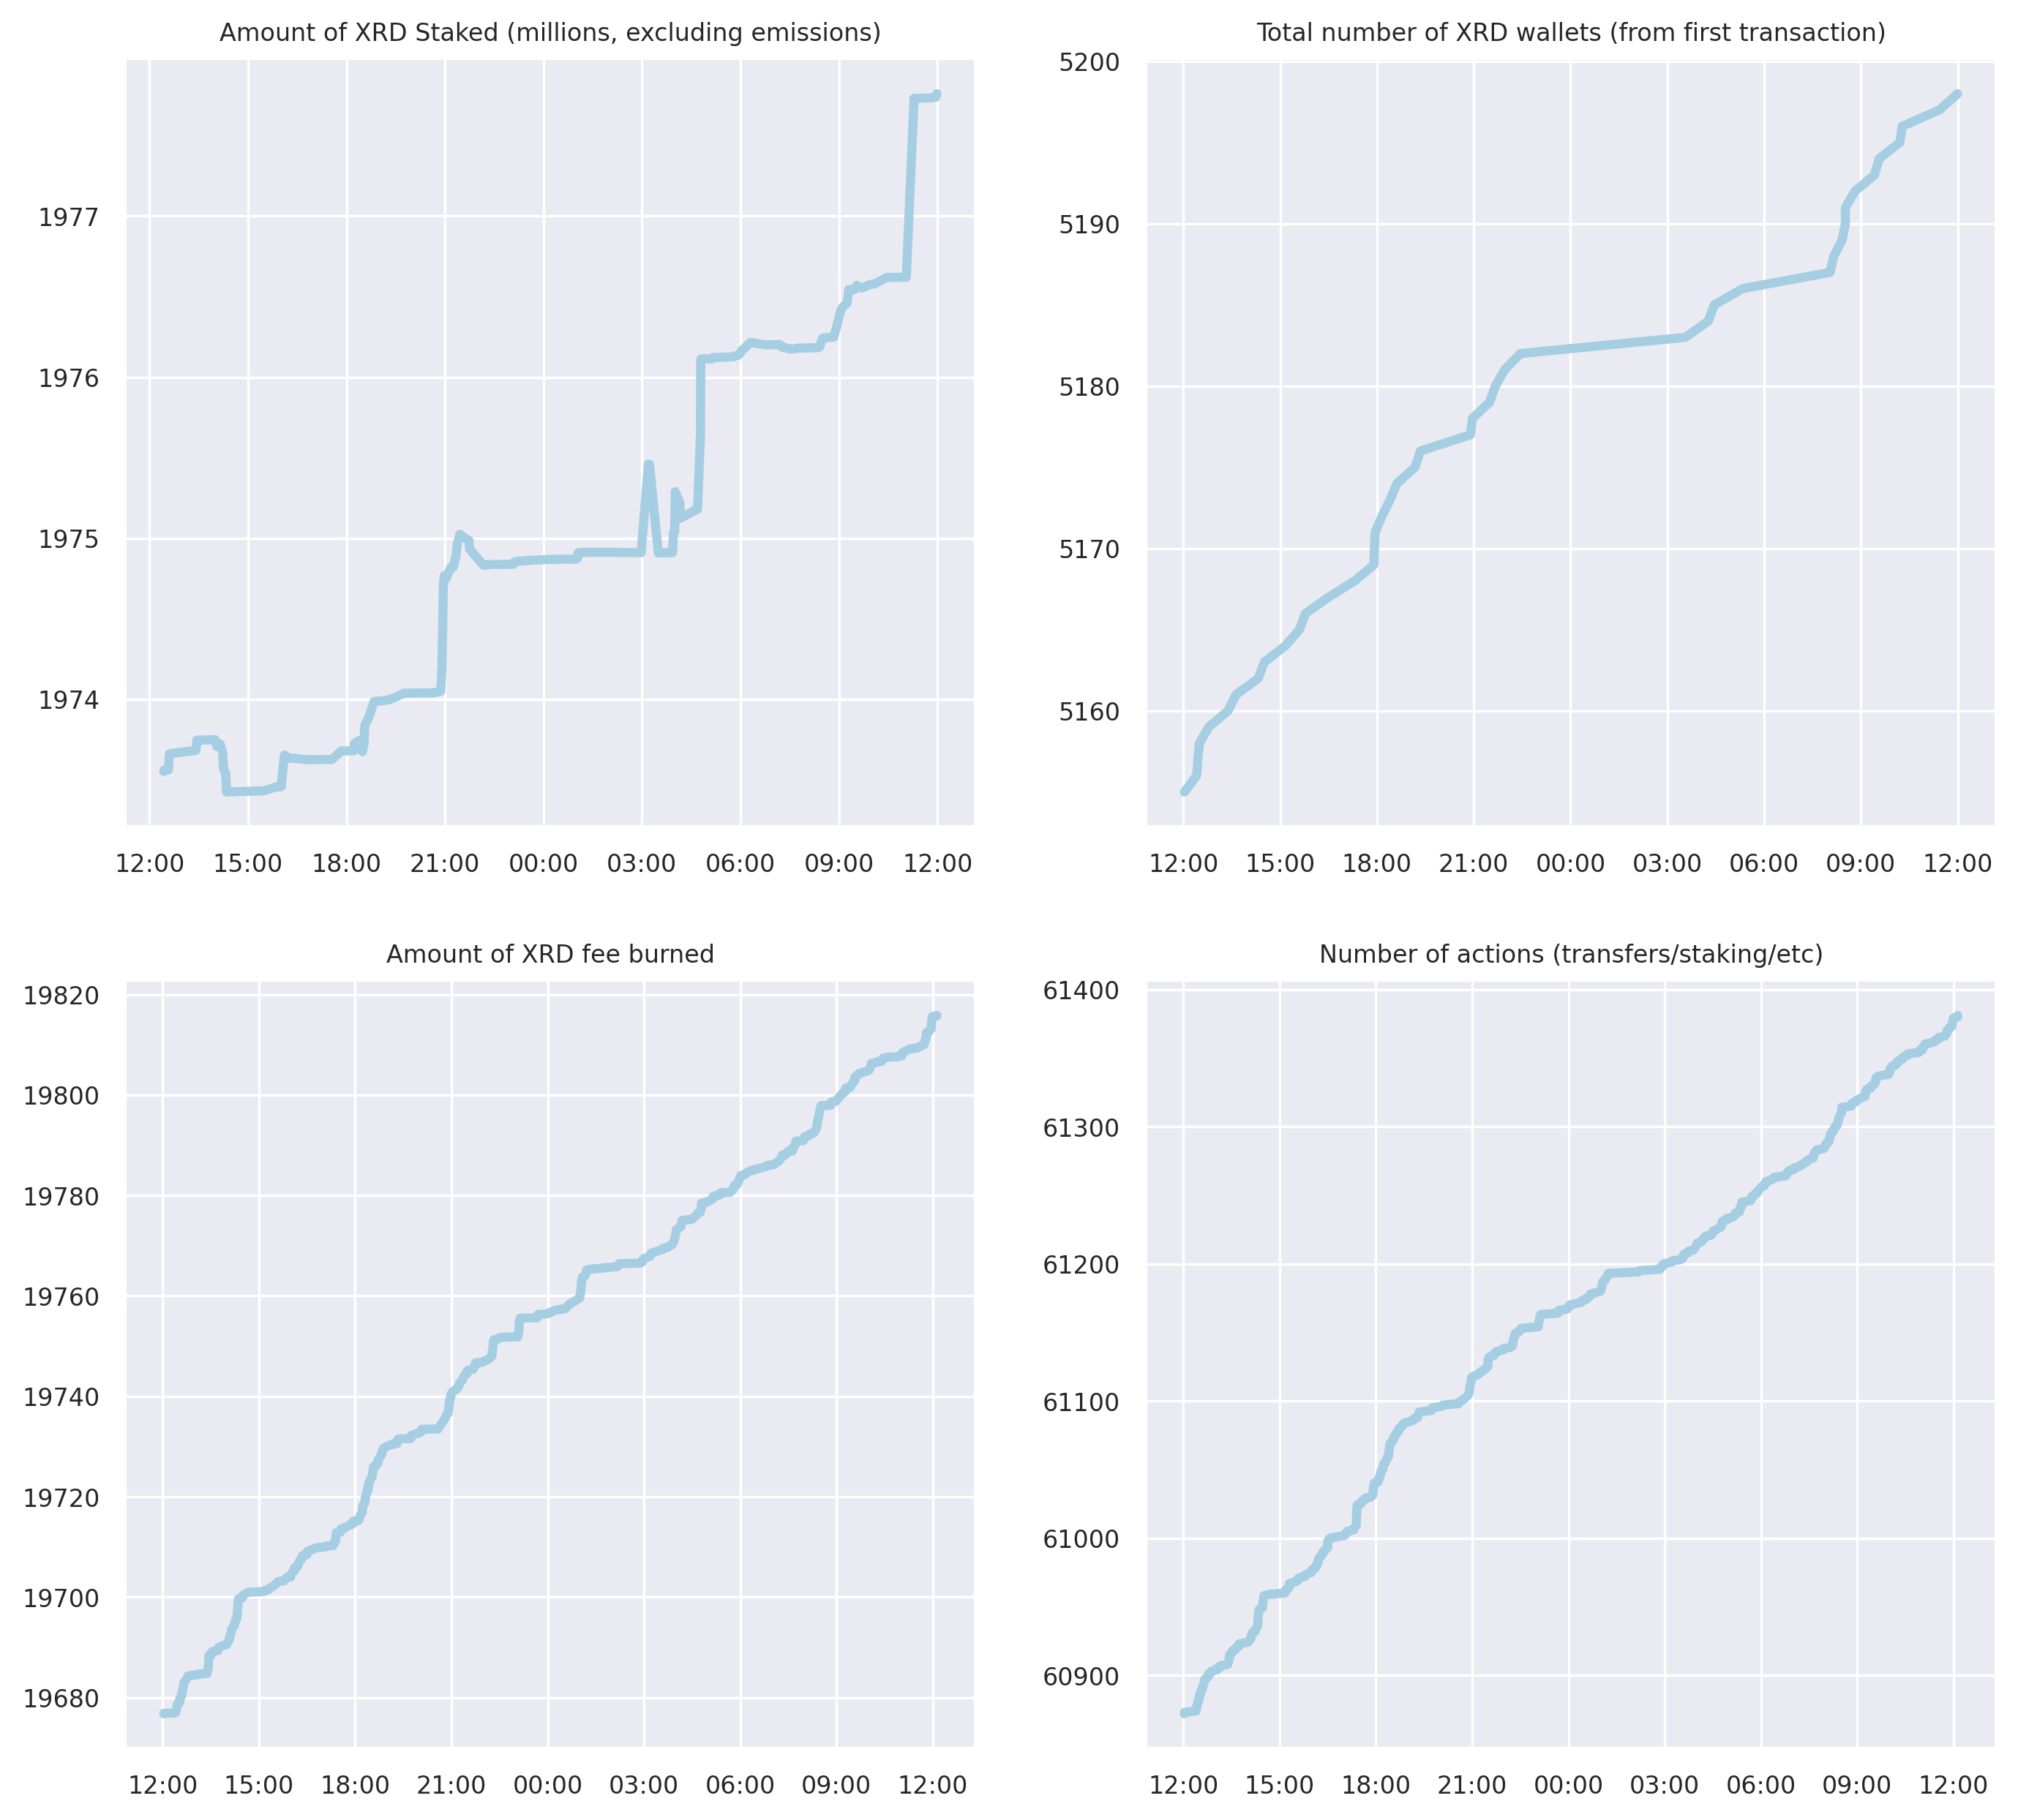 Amount of XRD Staked (millions, excluding emissions)
1977
1976
1975
1974
12:00 15:00 18:00 21:00 00:00 03:00 06:00 09:00 12:00
Total number of XRD wallets (from first transaction)
5200
5190
5180
5170
5160
12:00 15:00 18:00 21:00 00:00 03:00 06:00 09:00 12:00
Amount of XRD fee burned
19820
19800
19780
19760
19740
19720
19700
19680
12:00 15:00 18:00 21:00 00:00 03:00 06:00 09:00 12:00
Number of actions (transfers/staking/etc)
61400
61300
61200
61100
61000
60900
12:00 15:00 18:00 21:00 00:00 03:00 06:00 09:00 12:00